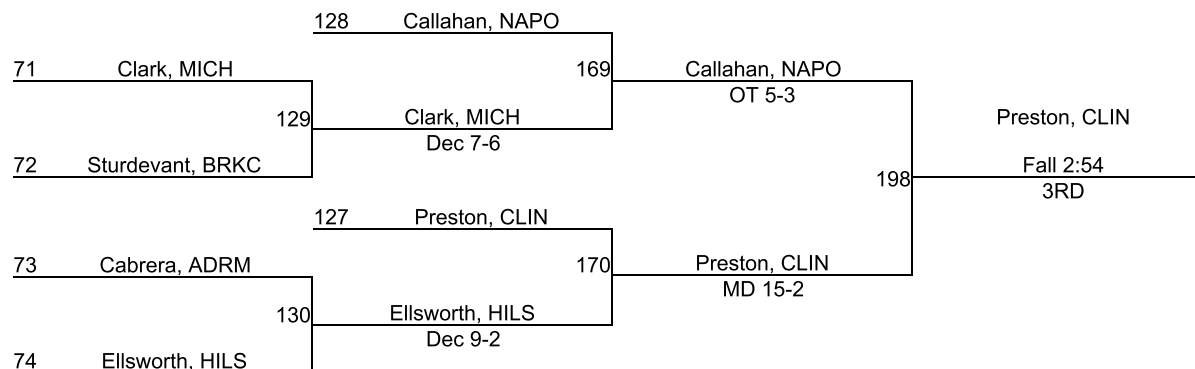 128 Callahan, NAPO
71 Clark, MICH
169 Callahan, NAPO
OT 5-3
129 Clark, MICH
Dec 7-6
Preston, CLIN
72 Sturdevant, BRKC
198 Fall 2:54
3RD
127 Preston, CLIN
73 Cabrera, ADRM
170 Preston, CLIN
MD 15-2
130 Ellsworth, HILS
Dec 9-2
74 Ellsworth, HILS